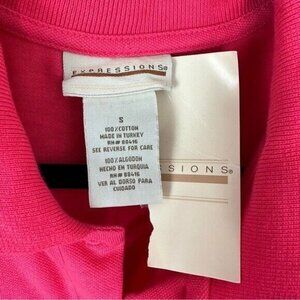 EXPRESSIONS®
S
100%COTTON
MADE IN TURKEY
RN# 88416
SEE REVERSE FOR CARE
100%ALGODON
HECHO EN TURQUIA
RN# 88416
VER AL DORSO PARA
CUIDADO
SSIONS®